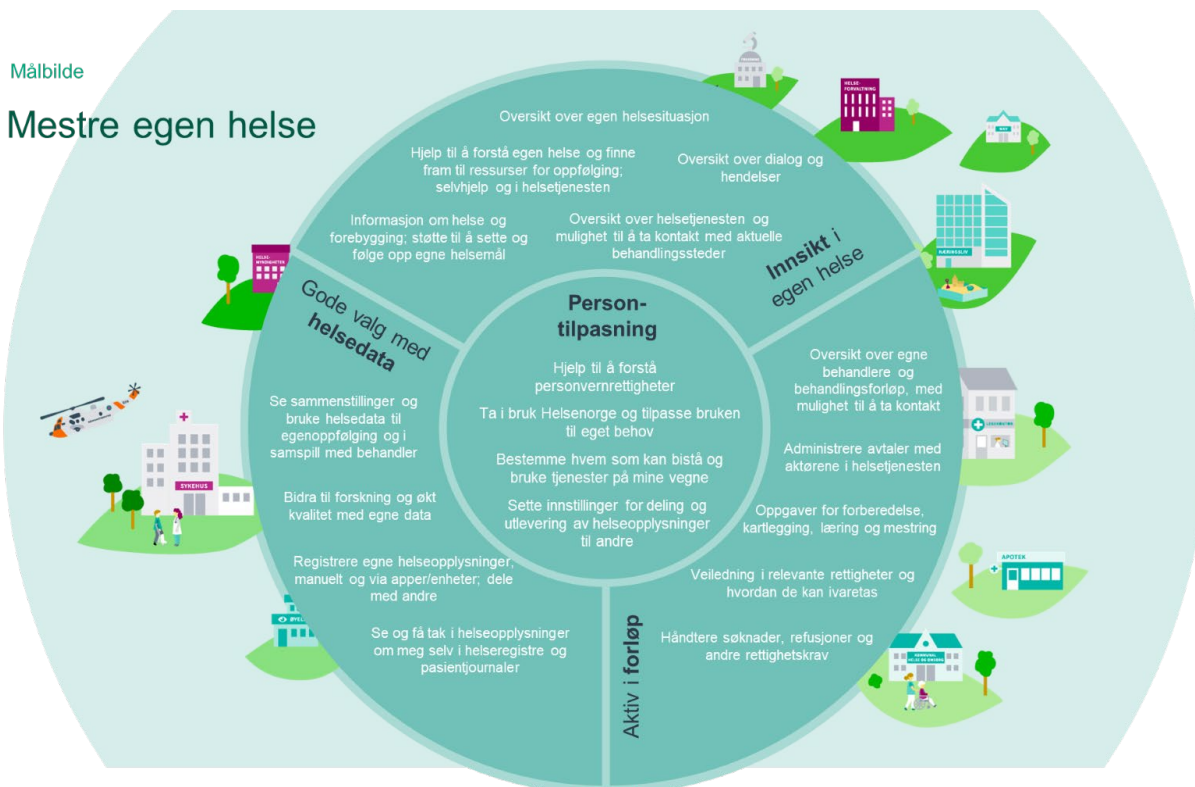 Målbilde
Mestre egen helse
Oversikt over egen helsesituasjon
Hjelp til å forstå egen helse og finne
fram til ressurser for oppfølging;
selvhjelp og i helsetjenesten
Oversikt over dialog og
hendelser
Informasjon om helse og
forebygging; støtte til å sette og
følge opp egne helsemål
Oversikt over helsetjenesten og
mulighet til å ta kontakt med aktuelle
behandlingssteder
Innsikt i
egen helse
Gode valg med
helsedata
Se sammenstillinger og
bruke helsedata til
egenoppfølging og i
samspill med behandler
Bidra til forskning og økt
kvalitet med egne data
Registrere egne helseopplysninger,
manuelt og via apper/enheter; dele
med andre
Se og få tak i helseopplysninger
om meg selv i helseregistre og
pasientjournaler
Person-
tilpasning
Hjelp til å forstå
personvernrettigheter
Ta i bruk Helsenorge og tilpasse bruken
til eget behov
Bestemme hvem som kan bistå og
bruke tjenester på mine vegne
Sette innstillinger for deling og
utlevering av helseopplysninger
til andre
Oversikt over egne
behandlere og
behandlingsforløp, med
mulighet til å ta kontakt
Administrere avtaler med
aktørene i helsetjenesten
Oppgaver for forberedelse,
kartlegging, læring og mestring
Veiledning i relevante rettigheter og
hvordan de kan ivaretas
Håndtere søknader, refusjoner og
andre rettighetskrav
Aktiv i forløp
HELSE-
FORVALTNING
NÆRINGSLIV
HELSE-
MYNDIGHETER
SYKEHUS
APOTEK